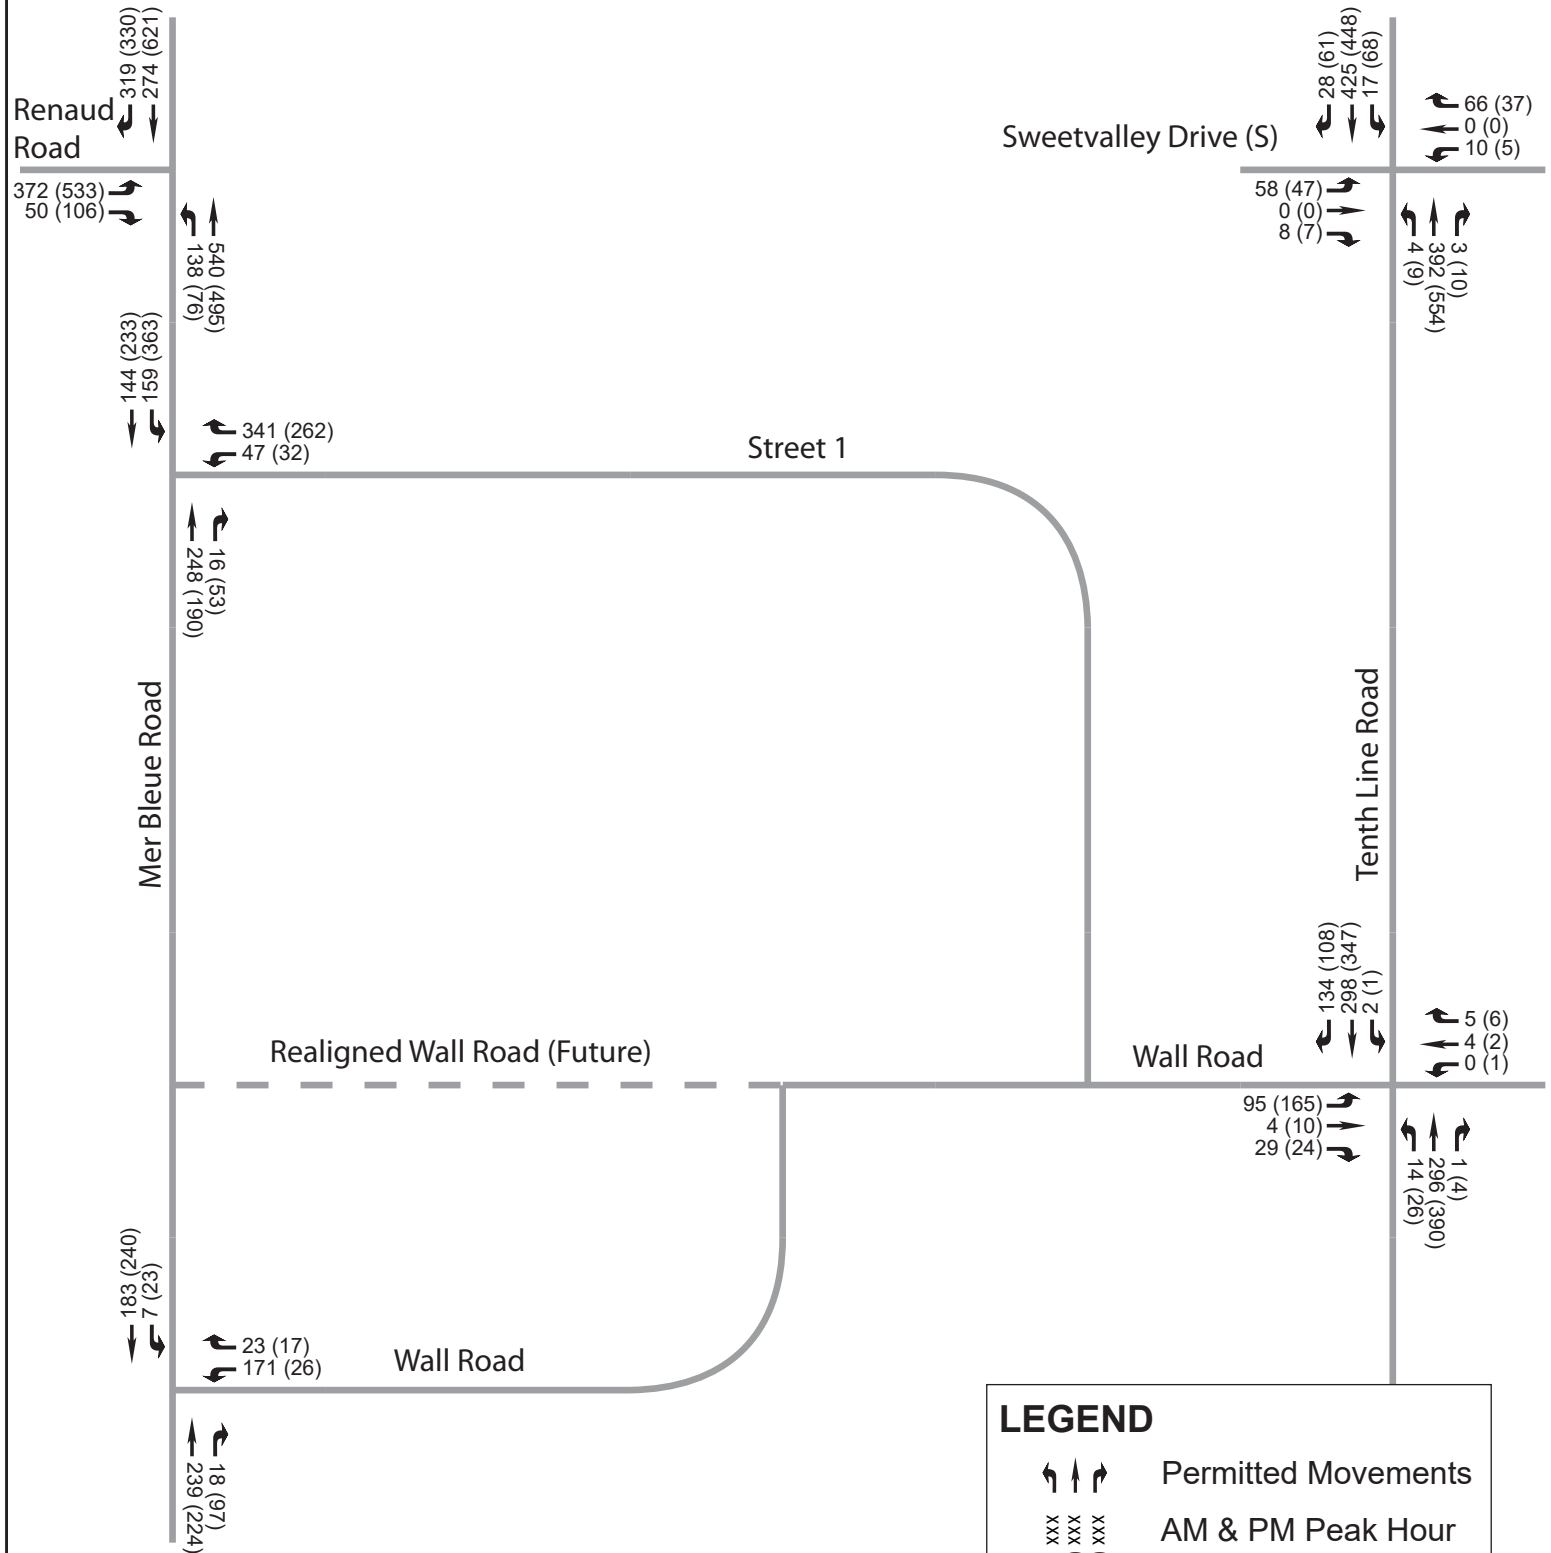 319 (330)
274 (621)
Renaud
Road
372 (533)
50 (106)
138 (76)
540 (495)
28 (61)
425 (448)
17 (68)
66 (37)
0 (0)
10 (5)
Sweetvalley Drive (S)
58 (47)
0 (0)
8 (7)
4 (9)
392 (554)
3 (10)
144 (233)
159 (363)
341 (262)
47 (32)
Street 1
248 (190)
16 (53)
Mer Bleue Road
Tenth Line Road
134 (108)
298 (347)
2 (1)
5 (6)
4 (2)
0 (1)
Realigned Wall Road (Future)
Wall Road
95 (165)
4 (10)
29 (24)
14 (26)
296 (390)
1 (4)
183 (240)
7 (23)
23 (17)
171 (26)
Wall Road
239 (224)
18 (97)
LEGEND
Permitted Movements
xxx
xxx
xxx
AM & PM Peak Hour